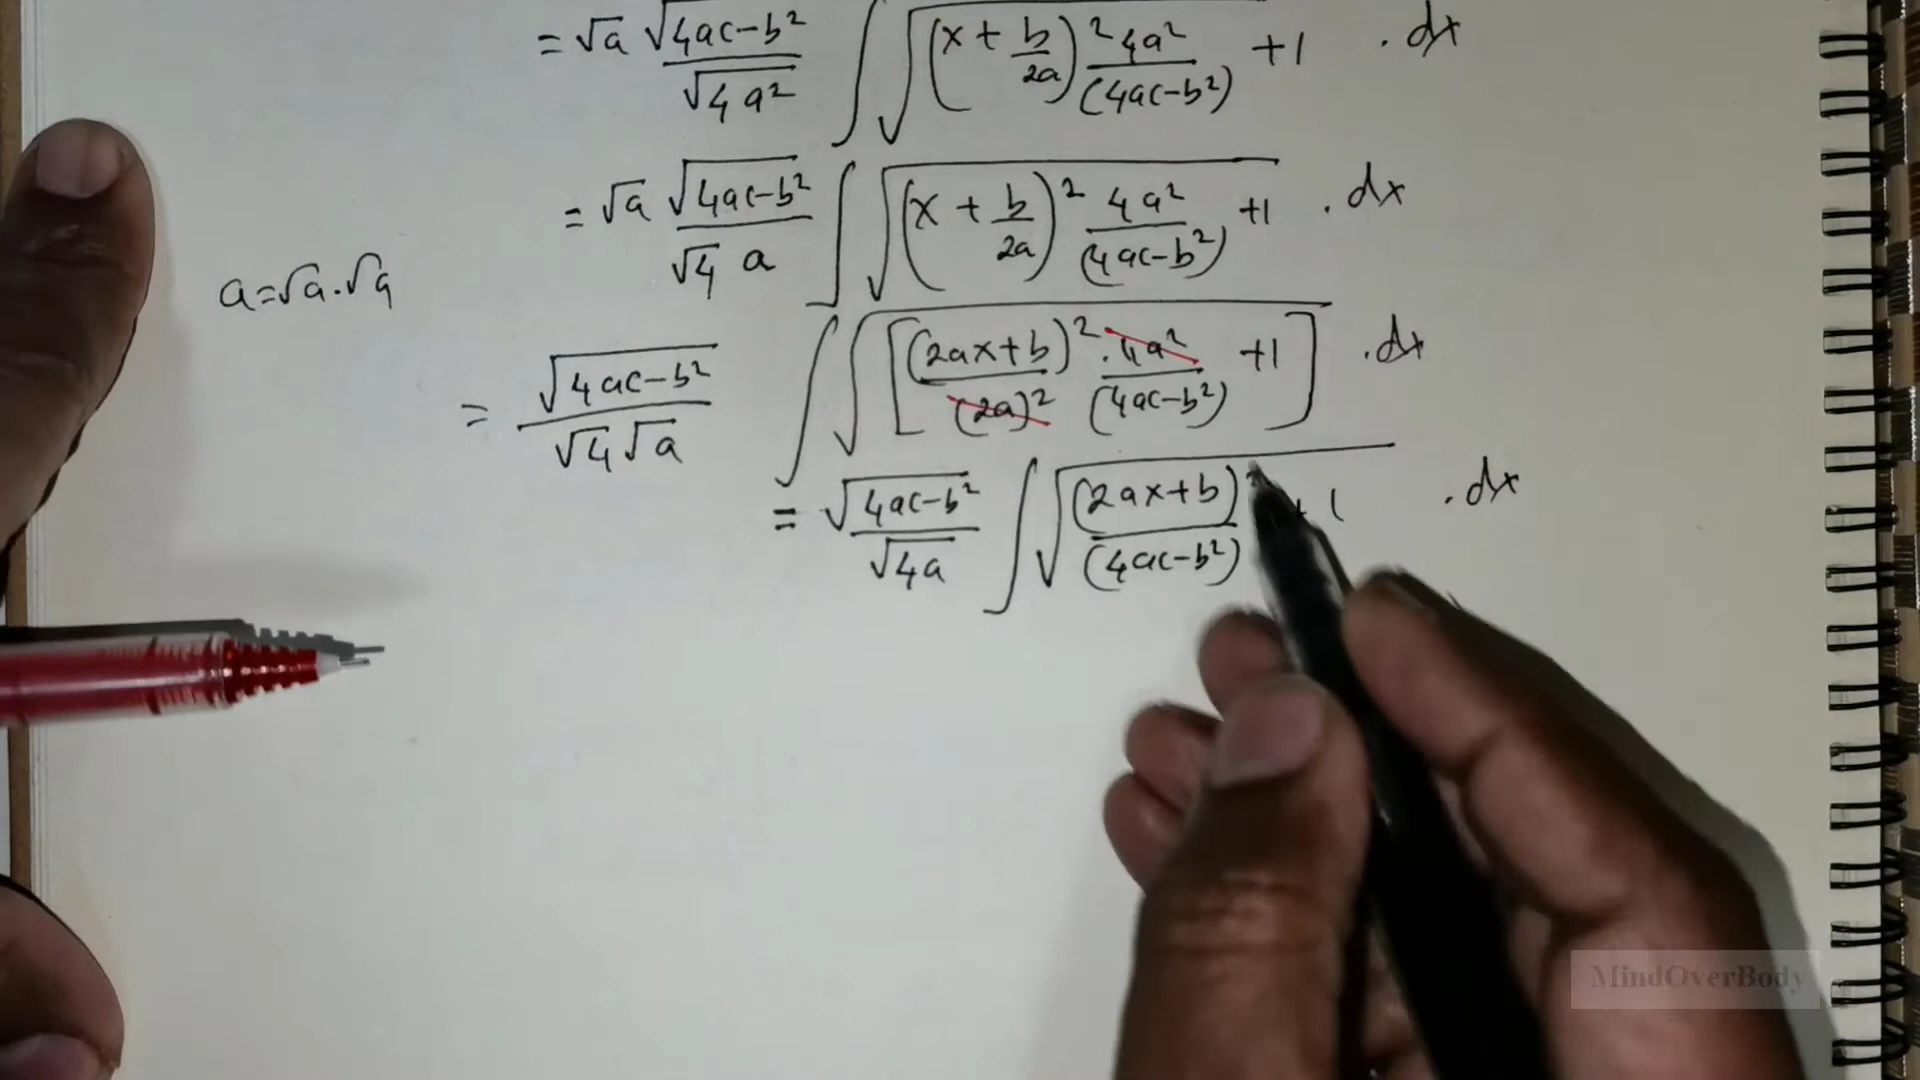 = √a √(4ac-b²)/√(4a²) ∫ √((x + b/2a)² 4a²/(4ac-b²) + 1) . dx
= √a √(4ac-b²)/(√4 a) ∫ √((x + b/2a)² 4a²/(4ac-b²) + 1) . dx
a = √a . √a
= √(4ac-b²)/(√4 √a) ∫ √[(2ax+b)²/(2a)² . 4a²/(4ac-b²) + 1] . dx
= √(4ac-b²)/√(4a) ∫ √((2ax+b)²/(4ac-b²) + 1) . dx
MindOverBody